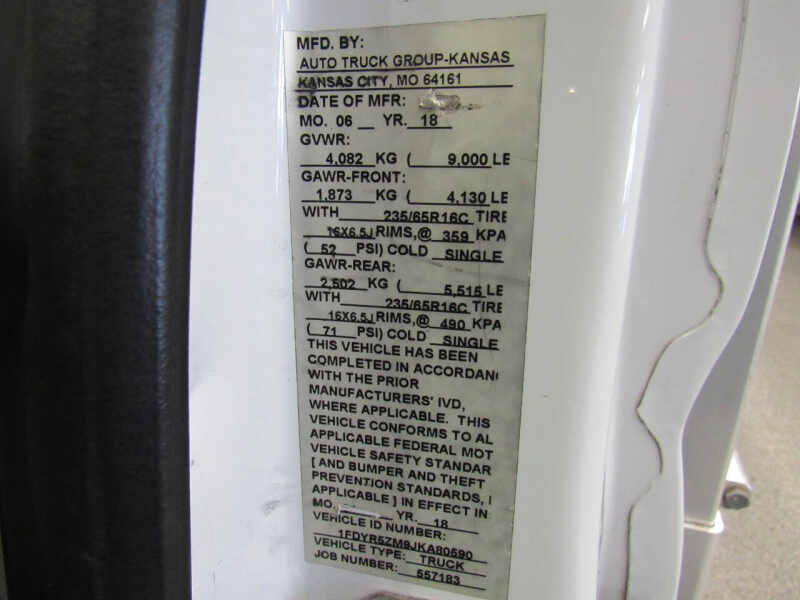 MFD. BY:
AUTO TRUCK GROUP-KANSAS
KANSAS CITY, MO 64161
DATE OF MFR:
MO. 06 YR. 18
GVWR:
4,082 KG ( 9,000 LB
GAWR-FRONT:
1,873 KG ( 4,130 LB
WITH 235/65R16C TIRE
16X6.5J RIMS,@ 359 KPA
( 52 PSI) COLD SINGLE
GAWR-REAR:
2,502 KG ( 5,515 LB
WITH 235/65R16C TIRE
16X6.5J RIMS,@ 490 KPA
( 71 PSI) COLD SINGLE
THIS VEHICLE HAS BEEN
COMPLETED IN ACCORDANC
WITH THE PRIOR
MANUFACTURERS' IVD,
WHERE APPLICABLE. THIS
VEHICLE CONFORMS TO AL
APPLICABLE FEDERAL MOT
VEHICLE SAFETY STANDAR
[ AND BUMPER AND THEFT
PREVENTION STANDARDS, I
APPLICABLE ] IN EFFECT IN
MO. YR. 18
VEHICLE ID NUMBER:
1FDYR5ZM9JKA80590
VEHICLE TYPE: TRUCK
JOB NUMBER: 557183